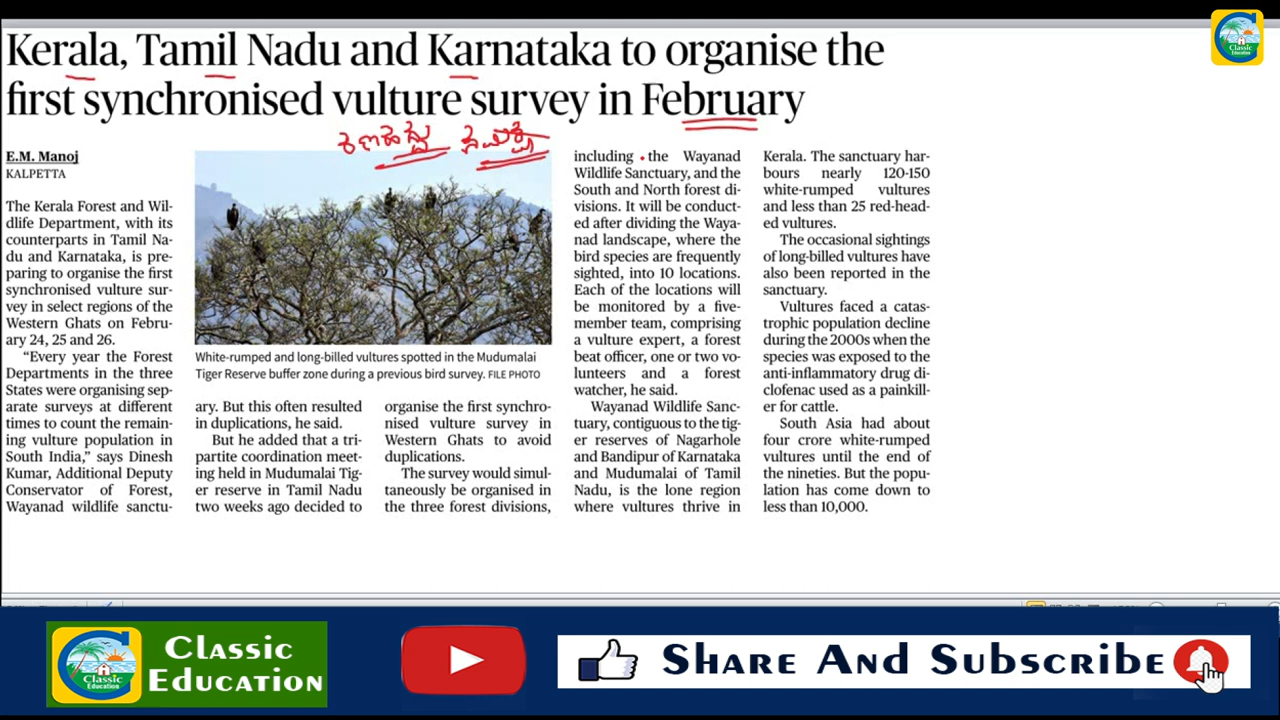 Classic
Education
Kerala, Tamil Nadu and Karnataka to organise the
first synchronised vulture survey in February
ರಣಹದ್ದು ಸಮೀಕ್ಷೆ
E.M. Manoj
KALPETTA
The Kerala Forest and Wil-
dlife Department, with its
counterparts in Tamil Na-
du and Karnataka, is pre-
paring to organise the first
synchronised vulture sur-
vey in select regions of the
Western Ghats on Febru-
ary 24, 25 and 26.
“Every year the Forest
Departments in the three
States were organising sep-
arate surveys at different
times to count the remain-
ing vulture population in
South India,” says Dinesh
Kumar, Additional Deputy
Conservator of Forest,
Wayanad wildlife sanctu-
White-rumped and long-billed vultures spotted in the Mudumalai
Tiger Reserve buffer zone during a previous bird survey. FILE PHOTO
ary. But this often resulted
in duplications, he said.
But he added that a tri-
partite coordination meet-
ing held in Mudumalai Tig-
er reserve in Tamil Nadu
two weeks ago decided to
organise the first synchro-
nised vulture survey in
Western Ghats to avoid
duplications.
The survey would simul-
taneously be organised in
the three forest divisions,
including the Wayanad
Wildlife Sanctuary, and the
South and North forest di-
visions. It will be conduct-
ed after dividing the Waya-
nad landscape, where the
bird species are frequently
sighted, into 10 locations.
Each of the locations will
be monitored by a five-
member team, comprising
a vulture expert, a forest
beat officer, one or two vo-
lunteers and a forest
watcher, he said.
Wayanad Wildlife Sanc-
tuary, contiguous to the tig-
er reserves of Nagarhole
and Bandipur of Karnataka
and Mudumalai of Tamil
Nadu, is the lone region
where vultures thrive in
Kerala. The sanctuary har-
bours nearly 120-150
white-rumped vultures
and less than 25 red-head-
ed vultures.
The occasional sightings
of long-billed vultures have
also been reported in the
sanctuary.
Vultures faced a catas-
trophic population decline
during the 2000s when the
species was exposed to the
anti-inflammatory drug di-
clofenac used as a painkill-
er for cattle.
South Asia had about
four crore white-rumped
vultures until the end of
the nineties. But the popu-
lation has come down to
less than 10,000.
Classic
Education
Classic
Education
Share And Subscribe